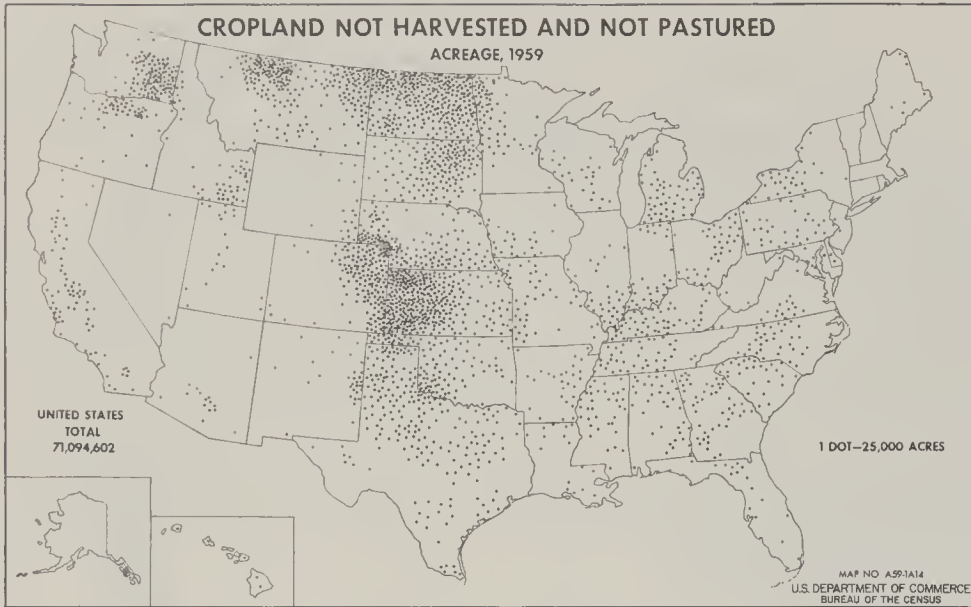 CROPLAND NOT HARVESTED AND NOT PASTURED
ACREAGE, 1959
UNITED STATES
TOTAL
71,094,602
1 DOT—25,000 ACRES
MAP NO A59-1A14
U.S. DEPARTMENT OF COMMERCE
BUREAU OF THE CENSUS